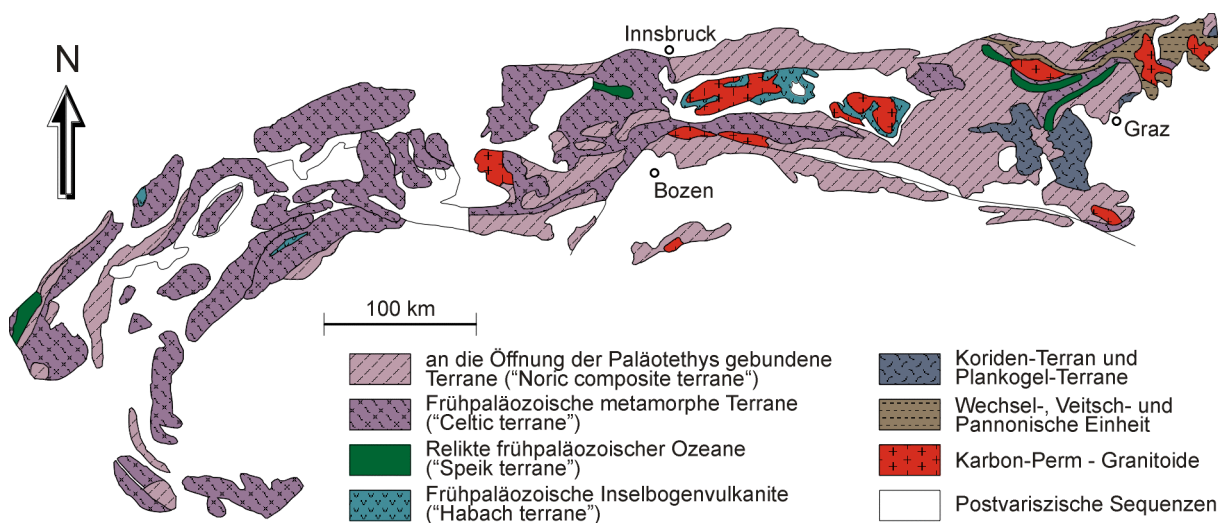 N
Innsbruck
Graz
Bozen
100 km
an die Öffnung der Paläotethys gebundene
Terrane (“Noric composite terrane“)
Frühpaläozoische metamorphe Terrane
(“Celtic terrane”)
Relikte frühpaläozoischer Ozeane
(“Speik terrane”)
Frühpaläozoische Inselbogenvulkanite
(“Habach terrane”)
Koriden-Terran und
Plankogel-Terrane
Wechsel-, Veitsch- und
Pannonische Einheit
Karbon-Perm - Granitoide
Postvariszische Sequenzen